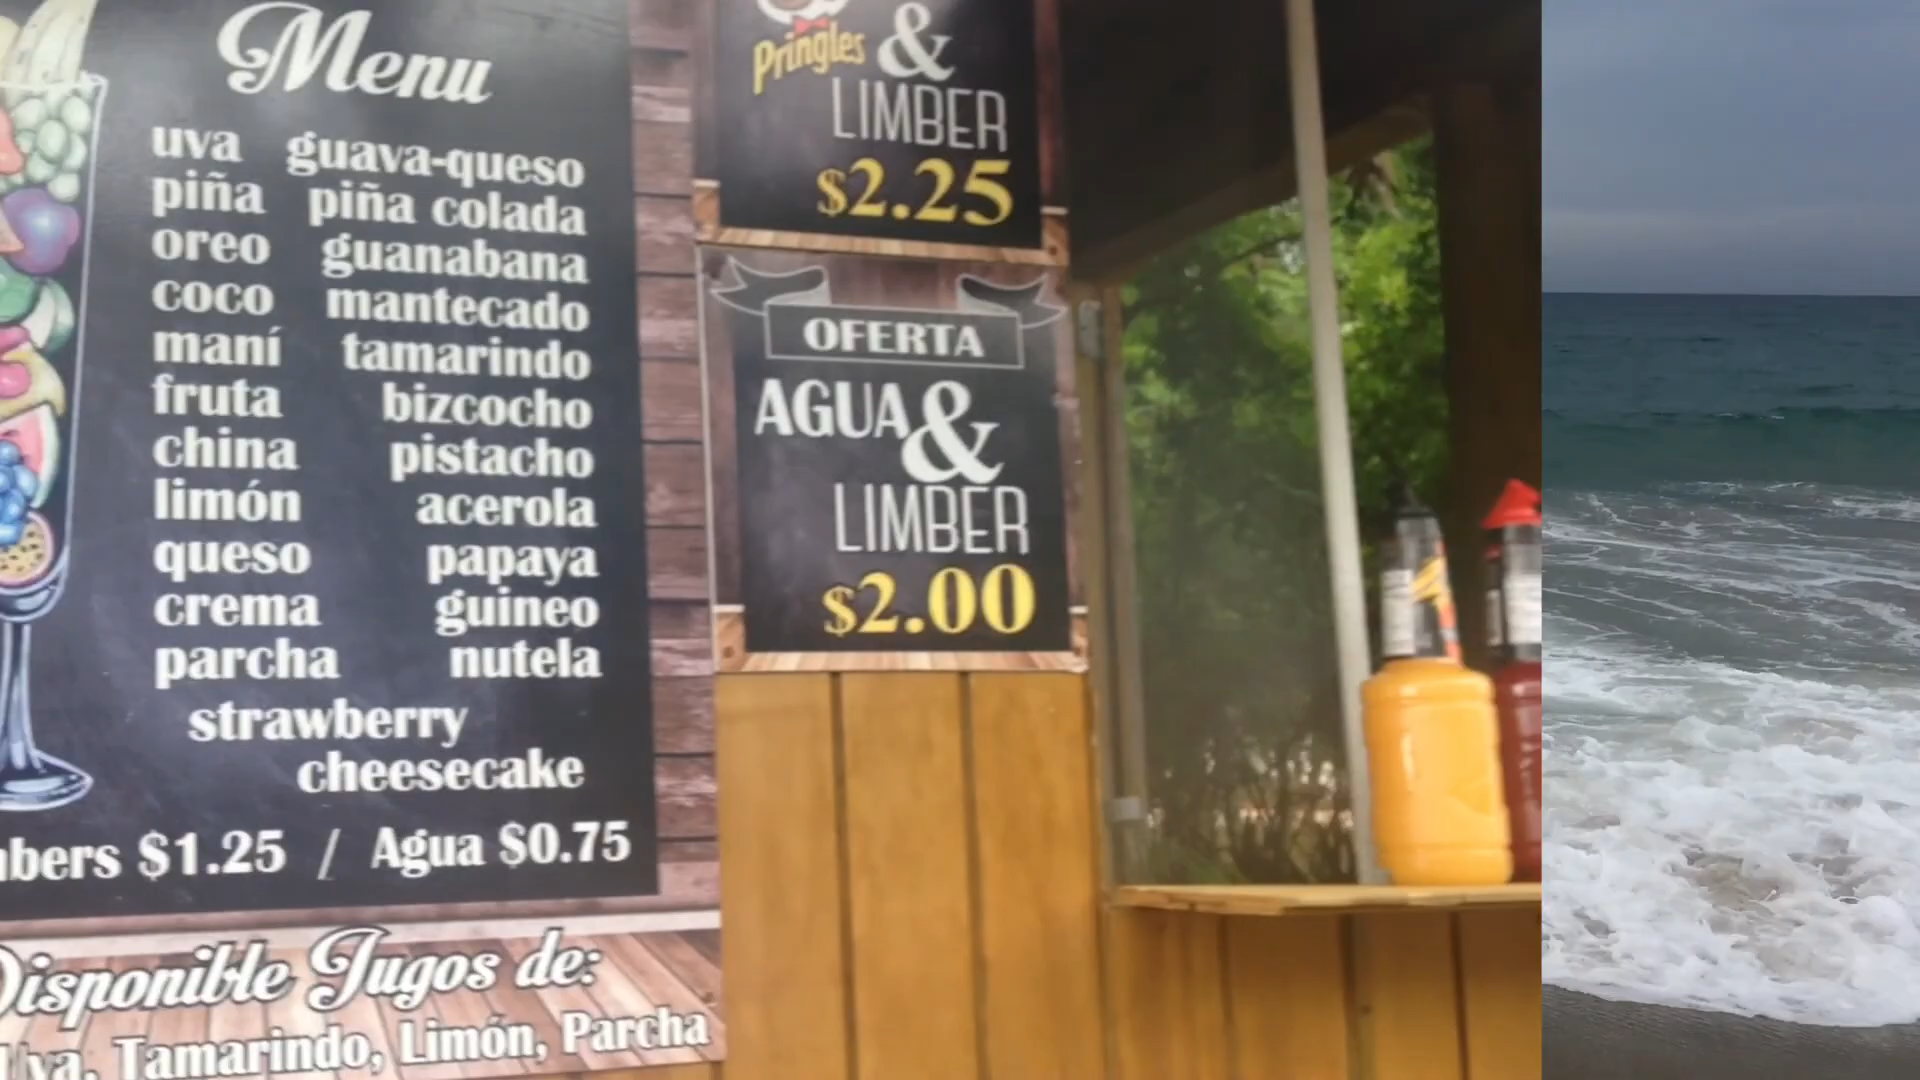 Menu
uva guava-queso
piña piña colada
oreo guanabana
coco mantecado
maní tamarindo
fruta bizcocho
china pistacho
limón acerola
queso papaya
crema guineo
parcha nutela
strawberry
cheesecake
$1.25 / Agua $0.75
Disponible Jugos de:
Uva, Tamarindo, Limón, Parcha
Pringles &
LIMBER
$2.25
OFERTA
AGUA &
LIMBER
$2.00